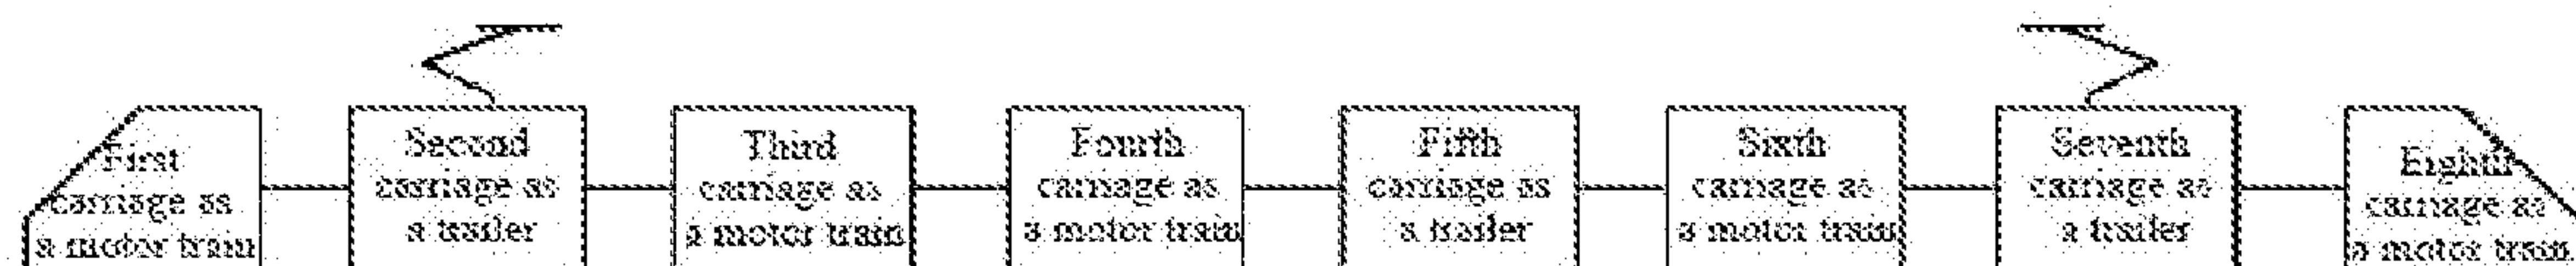 First
carriage as
a motor train
Second
carriage as
a trailer
Third
carriage as
a motor train
Fourth
carriage as
a motor train
Fifth
carriage as
a trailer
Sixth
carriage as
a motor train
Seventh
carriage as
a trailer
Eighth
carriage as
a motor train